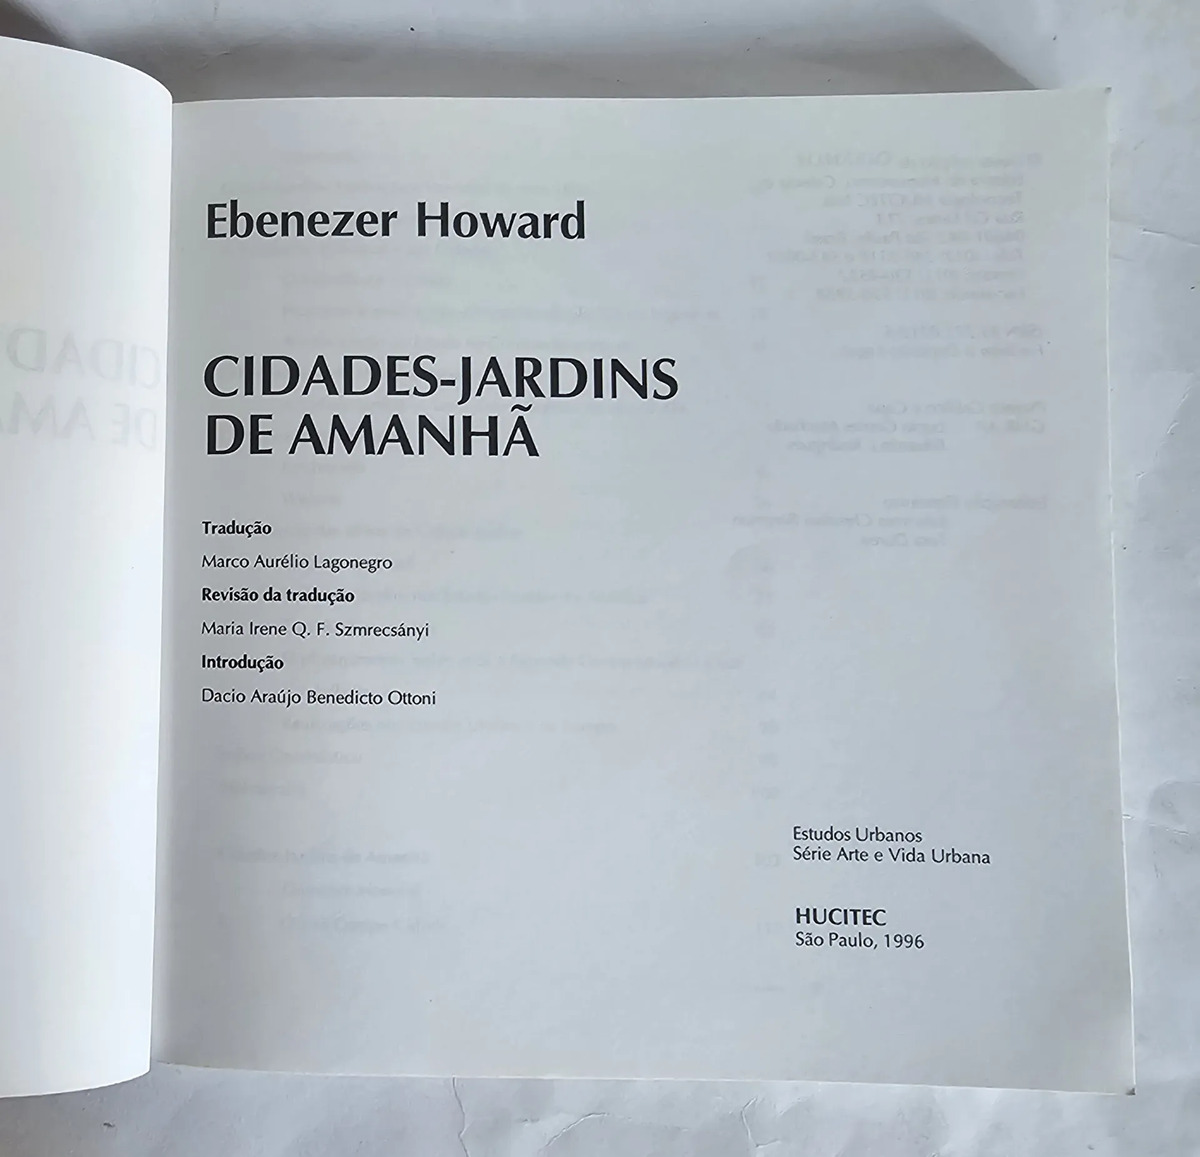 Ebenezer Howard
CIDADES-JARDINS
DE AMANHÃ
Tradução
Marco Aurélio Lagonegro
Revisão da tradução
Maria Irene Q. F. Szmrecsányi
Introdução
Dacio Araújo Benedicto Ottoni
Estudos Urbanos
Série Arte e Vida Urbana
HUCITEC
São Paulo, 1996